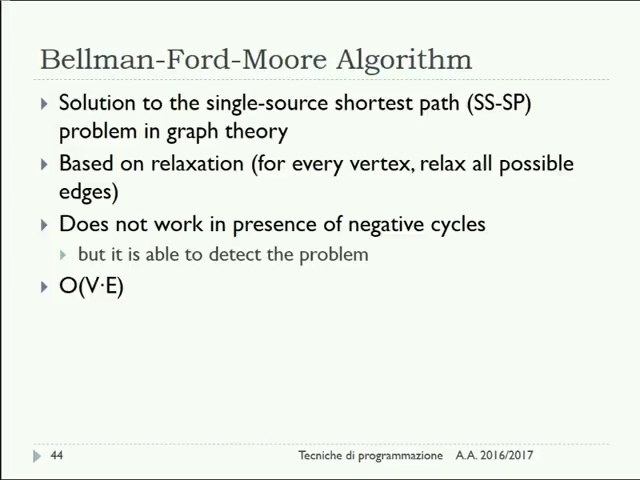 Bellman-Ford-Moore Algorithm
Solution to the single-source shortest path (SS-SP)
problem in graph theory
Based on relaxation (for every vertex, relax all possible
edges)
Does not work in presence of negative cycles
but it is able to detect the problem
O(V·E)
44 Tecniche di programmazione A.A. 2016/2017